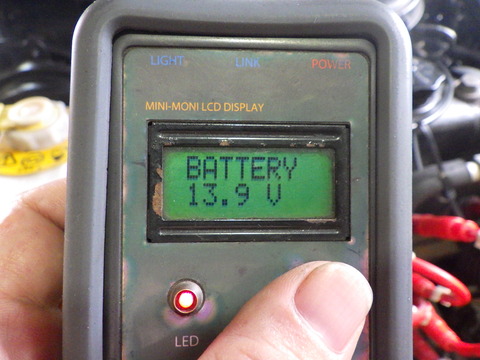 LIGHT LINK POWER
MINI-MONI LCD DISPLAY
BATTERY
13.9 V
LED